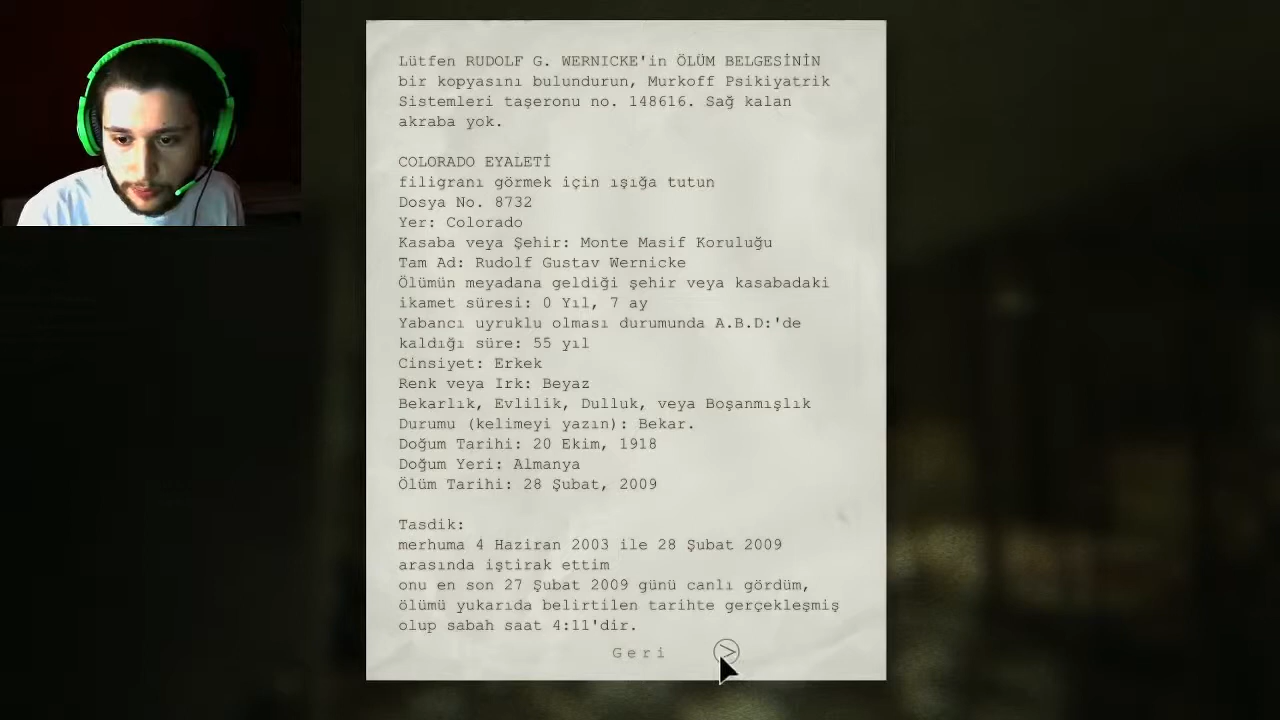 Lütfen RUDOLF G. WERNICKE'in ÖLÜM BELGESİNİN
bir kopyasını bulundurun, Murkoff Psikiyatrik
Sistemleri taşeronu no. 148616. Sağ kalan
akraba yok.
COLORADO EYALETİ
filigranı görmek için ışığa tutun
Dosya No. 8732
Yer: Colorado
Kasaba veya Şehir: Monte Masif Koruluğu
Tam Ad: Rudolf Gustav Wernicke
Ölümün meyadana geldiği şehir veya kasabadaki
ikamet süresi: 0 Yıl, 7 ay
Yabancı uyruklu olması durumunda A.B.D:'de
kaldığı süre: 55 yıl
Cinsiyet: Erkek
Renk veya Irk: Beyaz
Bekarlık, Evlilik, Dulluk, veya Boşanmışlık
Durumu (kelimeyi yazın): Bekar.
Doğum Tarihi: 20 Ekim, 1918
Doğum Yeri: Almanya
Ölüm Tarihi: 28 Şubat, 2009
Tasdik:
merhuma 4 Haziran 2003 ile 28 Şubat 2009
arasında iştirak ettim
onu en son 27 Şubat 2009 günü canlı gördüm,
ölümü yukarıda belirtilen tarihte gerçekleşmiş
olup sabah saat 4:11'dir.
Geri >